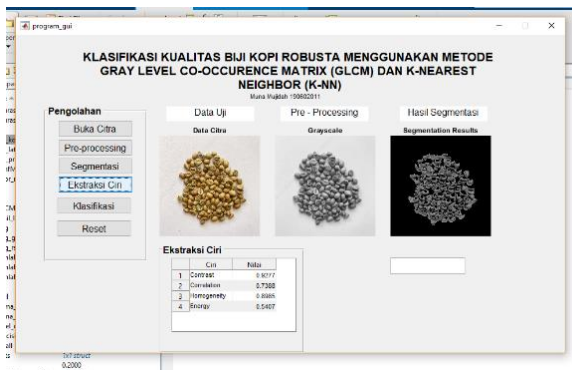 program_gui
KLASIFIKASI KUALITAS BIJI KOPI ROBUSTA MENGGUNAKAN METODE
GRAY LEVEL CO-OCCURENCE MATRIX (GLCM) DAN K-NEAREST
NEIGHBOR (K-NN)
Pengolahan
Buka Citra
Pre-processing
Segmentasi
Ekstraksi Ciri
Klasifikasi
Reset
Data Uji
Pre - Processing
Hasil Segmentasi
Data Citra
Grayscale
Segmentation Results
Ekstraksi Ciri
Ciri Nilai
1 Contrast
2 Correlation 0.7388
3 Homogeneity
4 Energy 0.5407
1x1 struct
0.2000